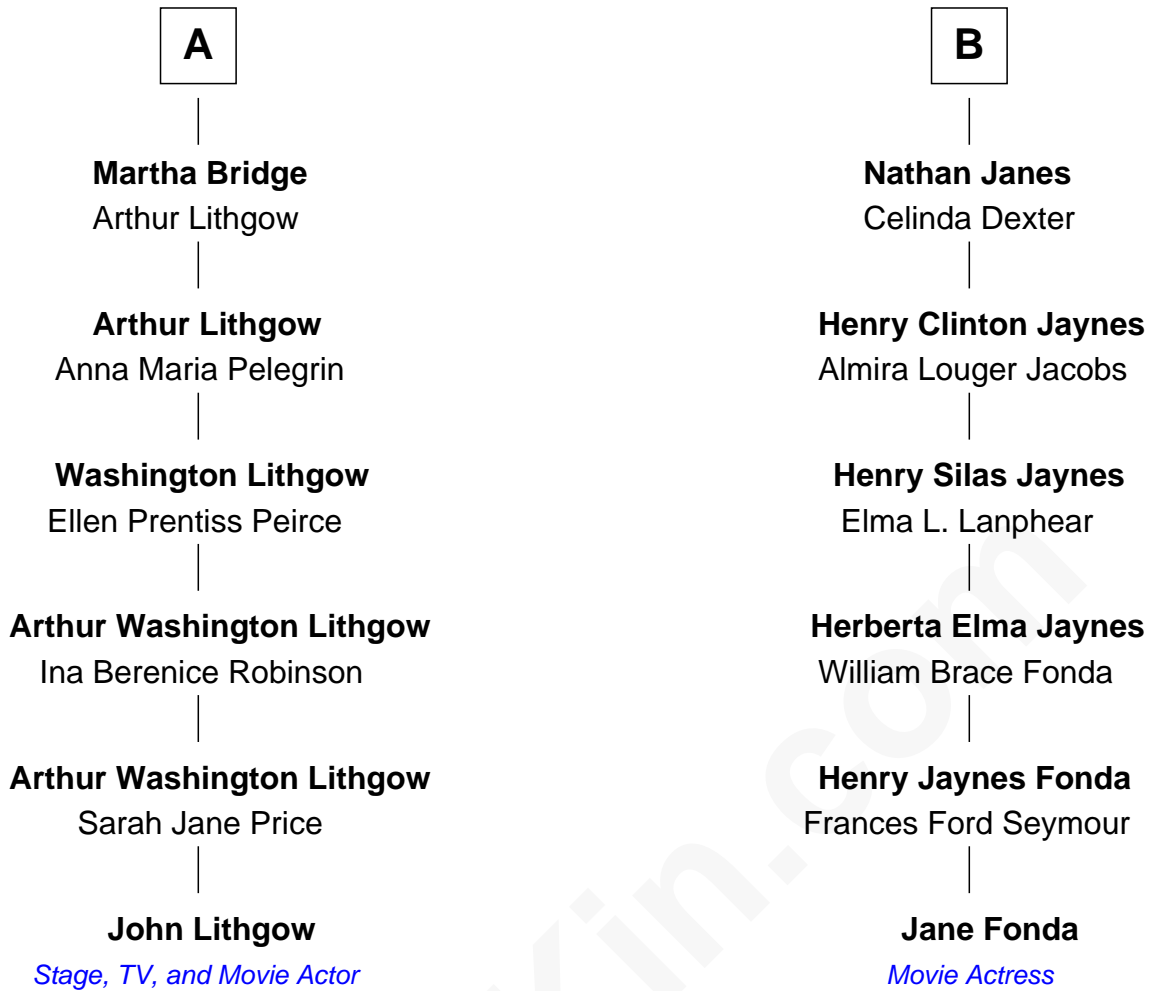 A
Martha Bridge
Arthur Lithgow
Arthur Lithgow
Anna Maria Pelegrin
Washington Lithgow
Ellen Prentiss Peirce
Arthur Washington Lithgow
Ina Berenice Robinson
Arthur Washington Lithgow
Sarah Jane Price
John Lithgow
Stage, TV, and Movie Actor
B
Nathan Janes
Celinda Dexter
Henry Clinton Jaynes
Almira Louger Jacobs
Henry Silas Jaynes
Elma L. Lanphear
Herberta Elma Jaynes
William Brace Fonda
Henry Jaynes Fonda
Frances Ford Seymour
Jane Fonda
Movie Actress